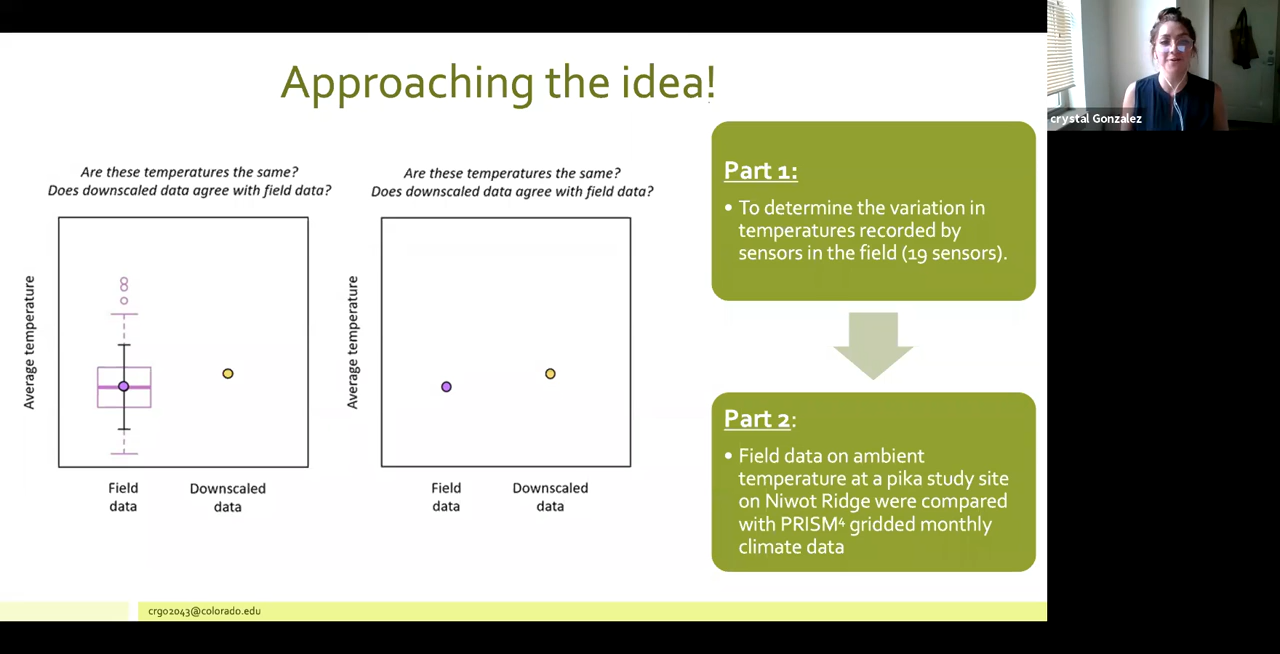 Approaching the idea!
Are these temperatures the same?
Does downscaled data agree with field data?
Average temperature
Field
data
Downscaled
data
Are these temperatures the same?
Does downscaled data agree with field data?
Average temperature
Field
data
Downscaled
data
Part 1:
• To determine the variation in
temperatures recorded by
sensors in the field (19 sensors).
Part 2:
• Field data on ambient
temperature at a pika study site
on Niwot Ridge were compared
with PRISM⁴ gridded monthly
climate data
crgo2043@colorado.edu
crystal Gonzalez